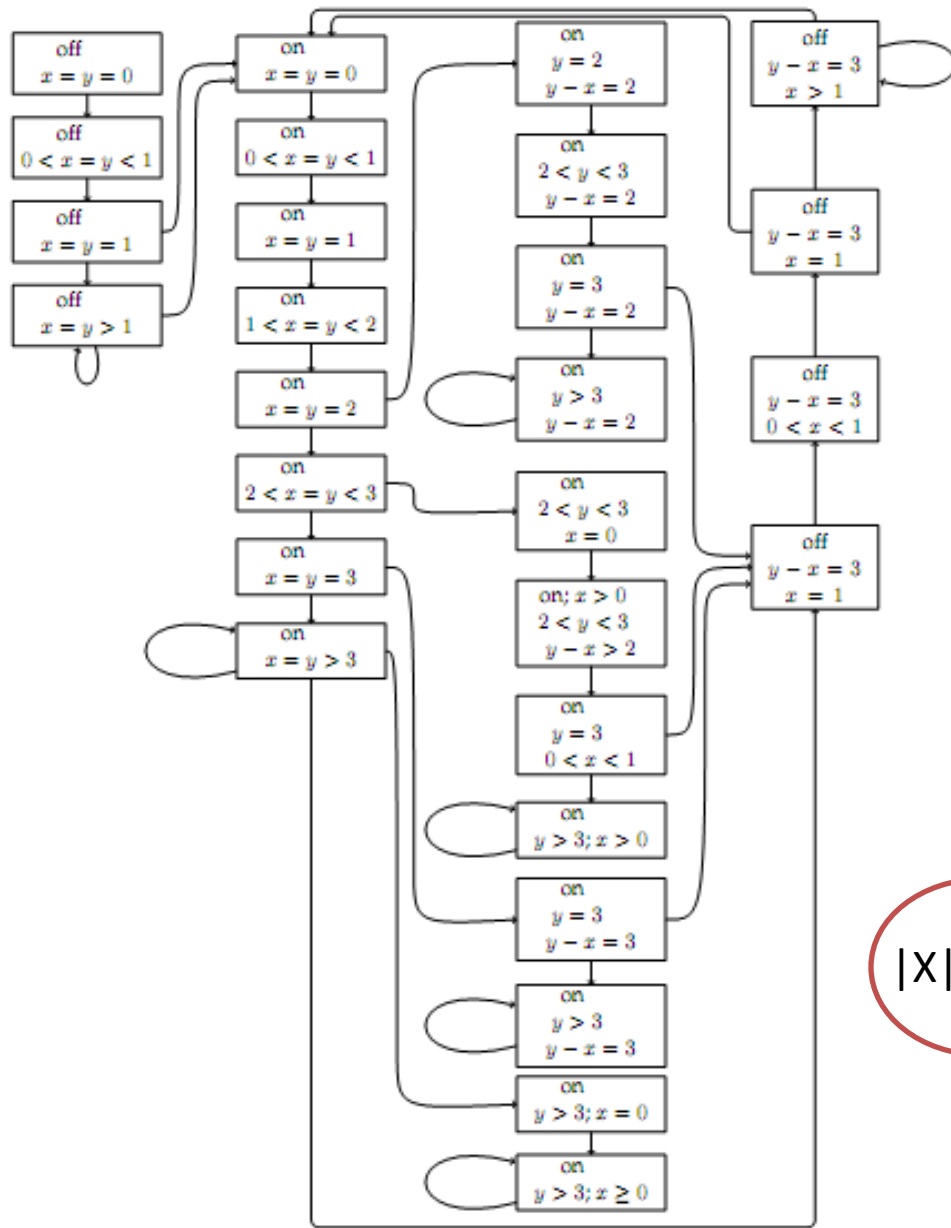 off
x = y = 0
off
0 < x = y < 1
off
x = y = 1
off
x = y > 1
on
x = y = 0
on
0 < x = y < 1
on
x = y = 1
on
1 < x = y < 2
on
x = y = 2
on
2 < x = y < 3
on
x = y = 3
on
x = y > 3
on
y = 2
y − x = 2
on
2 < y < 3
y − x = 2
on
y = 3
y − x = 2
on
y > 3
y − x = 2
on
2 < y < 3
x = 0
on; x > 0
2 < y < 3
y − x > 2
on
y = 3
0 < x < 1
on
y > 3; x > 0
on
y = 3
y − x = 3
on
y > 3
y − x = 3
on
y > 3; x = 0
on
y > 3; x ≥ 0
off
y − x = 3
x > 1
off
y − x = 3
x = 1
off
y − x = 3
0 < x < 1
off
y − x = 3
x = 1
|X|